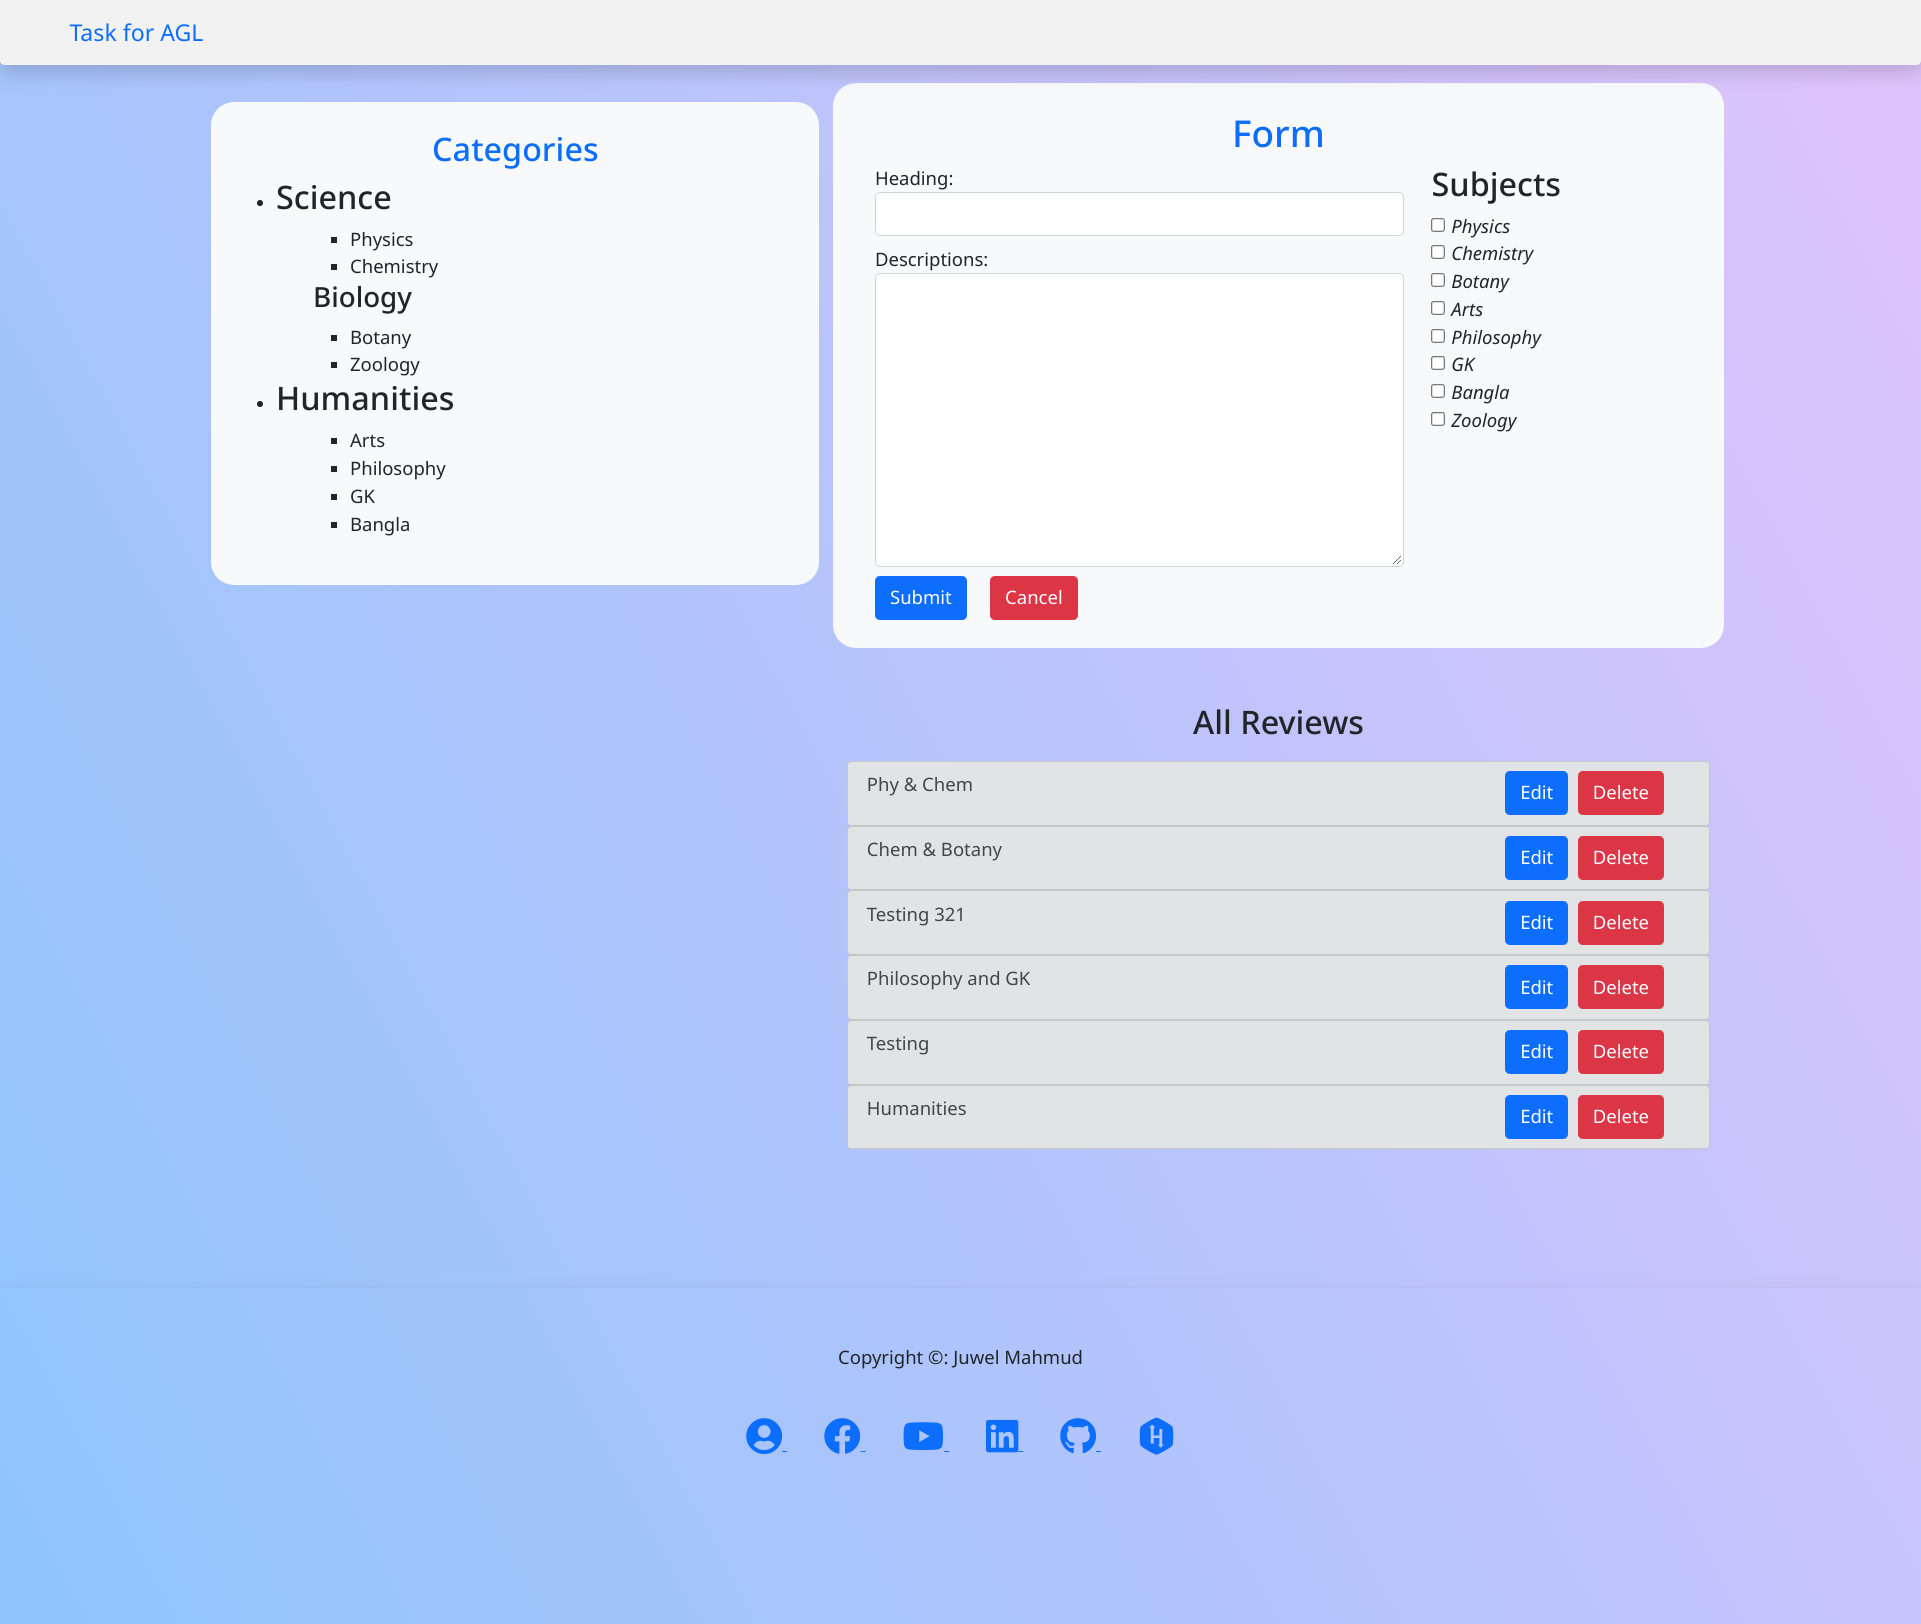 Task for AGL
Categories
Science
Physics
Chemistry
Biology
Botany
Zoology
Humanities
Arts
Philosophy
GK
Bangla
Form
Heading:
Descriptions:
Submit Cancel
Subjects
Physics
Chemistry
Botany
Arts
Philosophy
GK
Bangla
Zoology
All Reviews
Phy & Chem Edit Delete
Chem & Botany Edit Delete
Testing 321 Edit Delete
Philosophy and GK Edit Delete
Testing Edit Delete
Humanities Edit Delete
Copyright ©: Juwel Mahmud